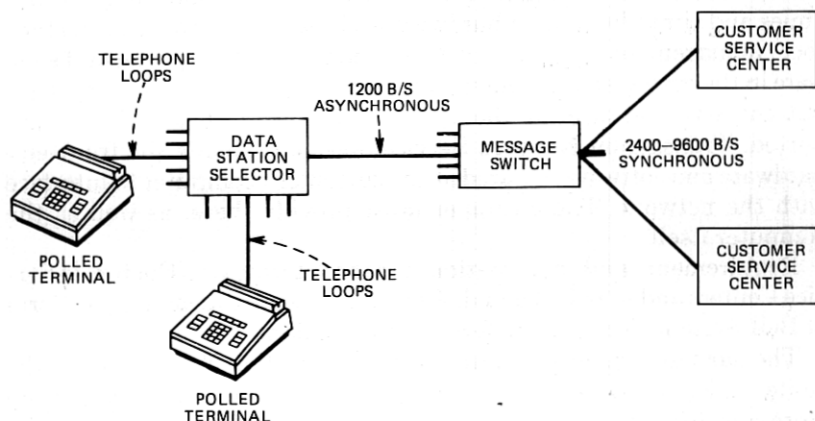 TELEPHONE
LOOPS
1200 B/S
ASYNCHRONOUS
CUSTOMER
SERVICE
CENTER
DATA
STATION
SELECTOR
MESSAGE
SWITCH
2400–9600 B/S
SYNCHRONOUS
POLLED
TERMINAL
TELEPHONE
LOOPS
CUSTOMER
SERVICE
CENTER
POLLED
TERMINAL